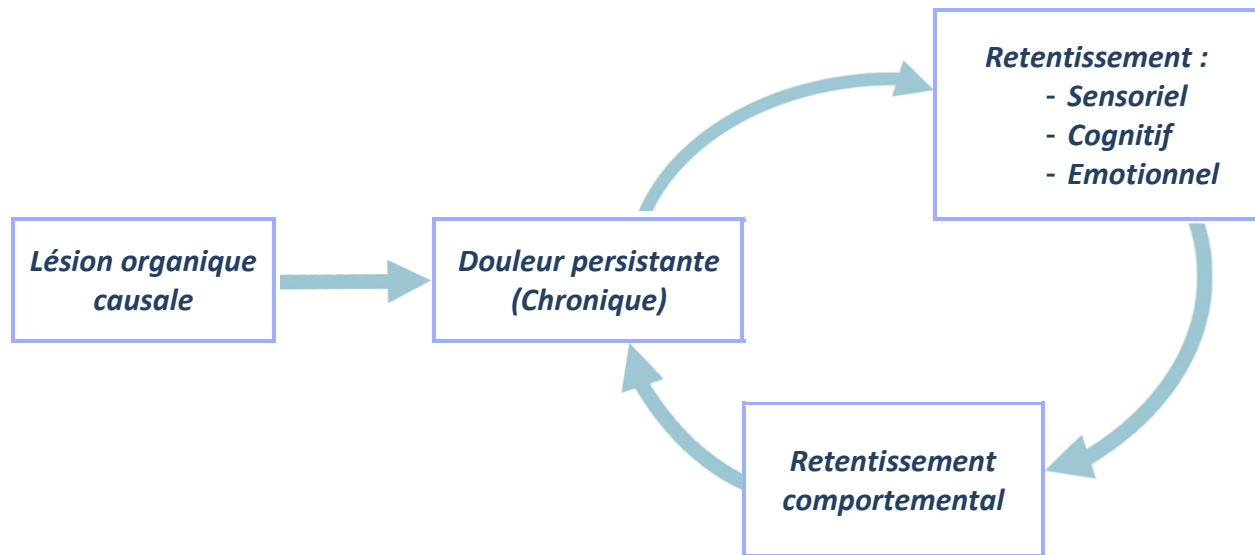 Lésion organique
causale
Douleur persistante
(Chronique)
Retentissement :
- Sensoriel
- Cognitif
- Emotionnel
Retentissement
comportemental